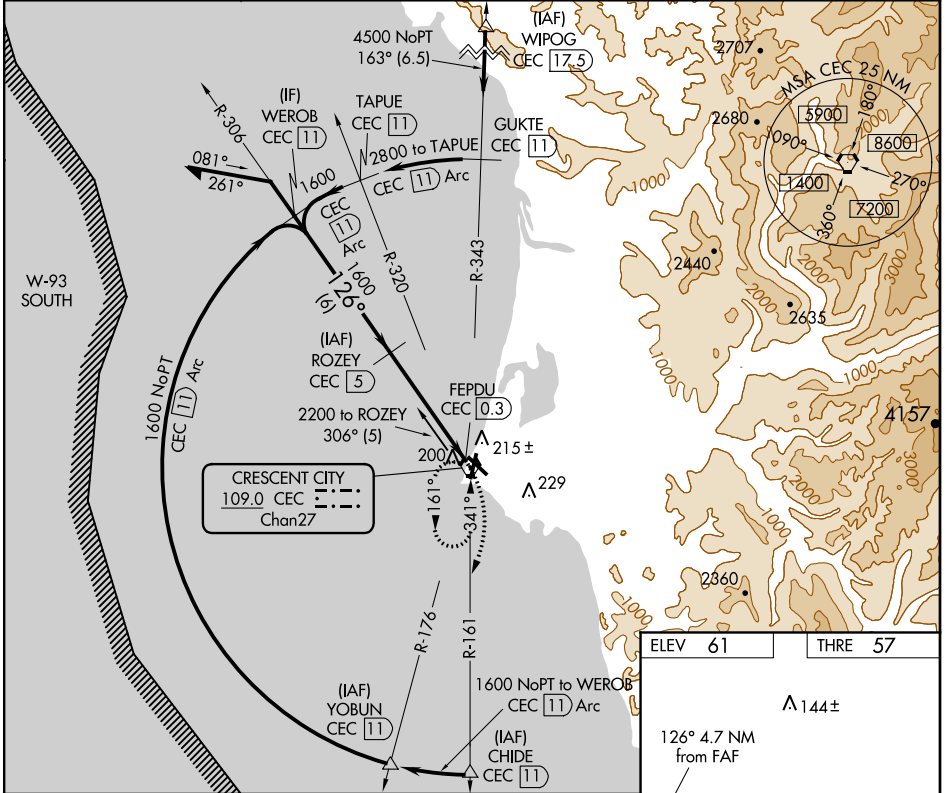 (IAF)
WIPOG
CEC 17.5
4500 NoPT
163° (6.5)
2707
MSA CEC 25 NM
180°
5900
090°
8600
1400
270°
7200
360°
2680
R-306
(IF)
WEROB
CEC 11
TAPUE
CEC 11
GUKTE
CEC 11
081°
261°
1600
2800 to TAPUE
CEC 11 Arc
CEC
11
Arc
1600
126°
(6)
R-320
R-343
1000
2440
2000
2635
1000
2000
3000
1000
1000
W-93
SOUTH
1600 NoPT
CEC 11 Arc
(IAF)
ROZEY
CEC 5
FEPDU
CEC 0.3
2200 to ROZEY
306° (5)
200
215±
229
4157
CRESCENT CITY
109.0 CEC
Chan27
161°
341°
2360
1000
1000
R-176
R-161
(IAF)
YOBUN
CEC 11
1600 NoPT to WEROB
CEC 11 Arc
(IAF)
CHIDE
CEC 11
ELEV 61
THRE 57
144±
126° 4.7 NM
from FAF